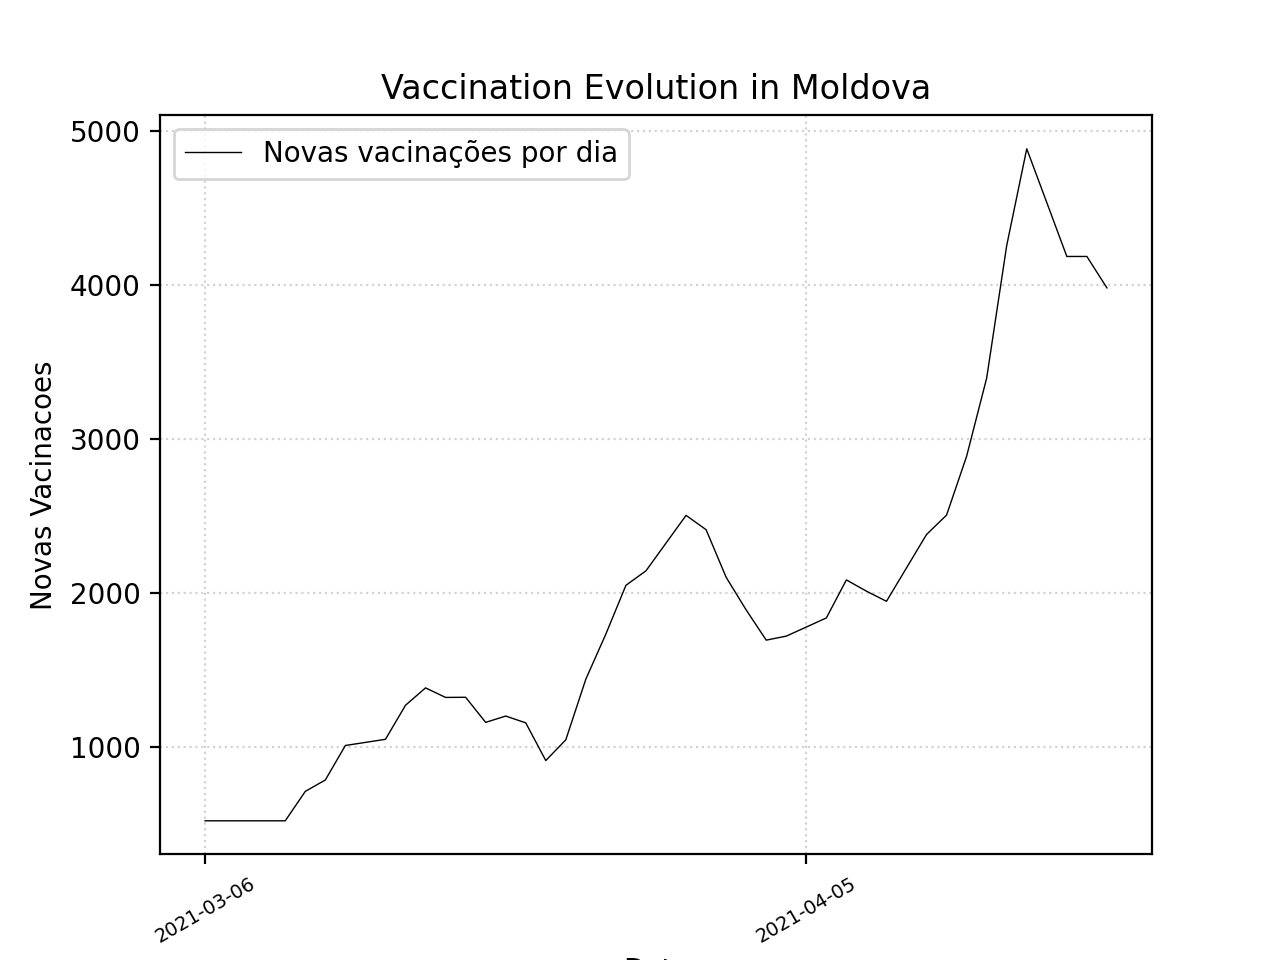 Vaccination Evolution in Moldova
Novas vacinações por dia
5000
4000
3000
2000
1000
Novas Vacinacoes
2021-03-06
2021-04-05